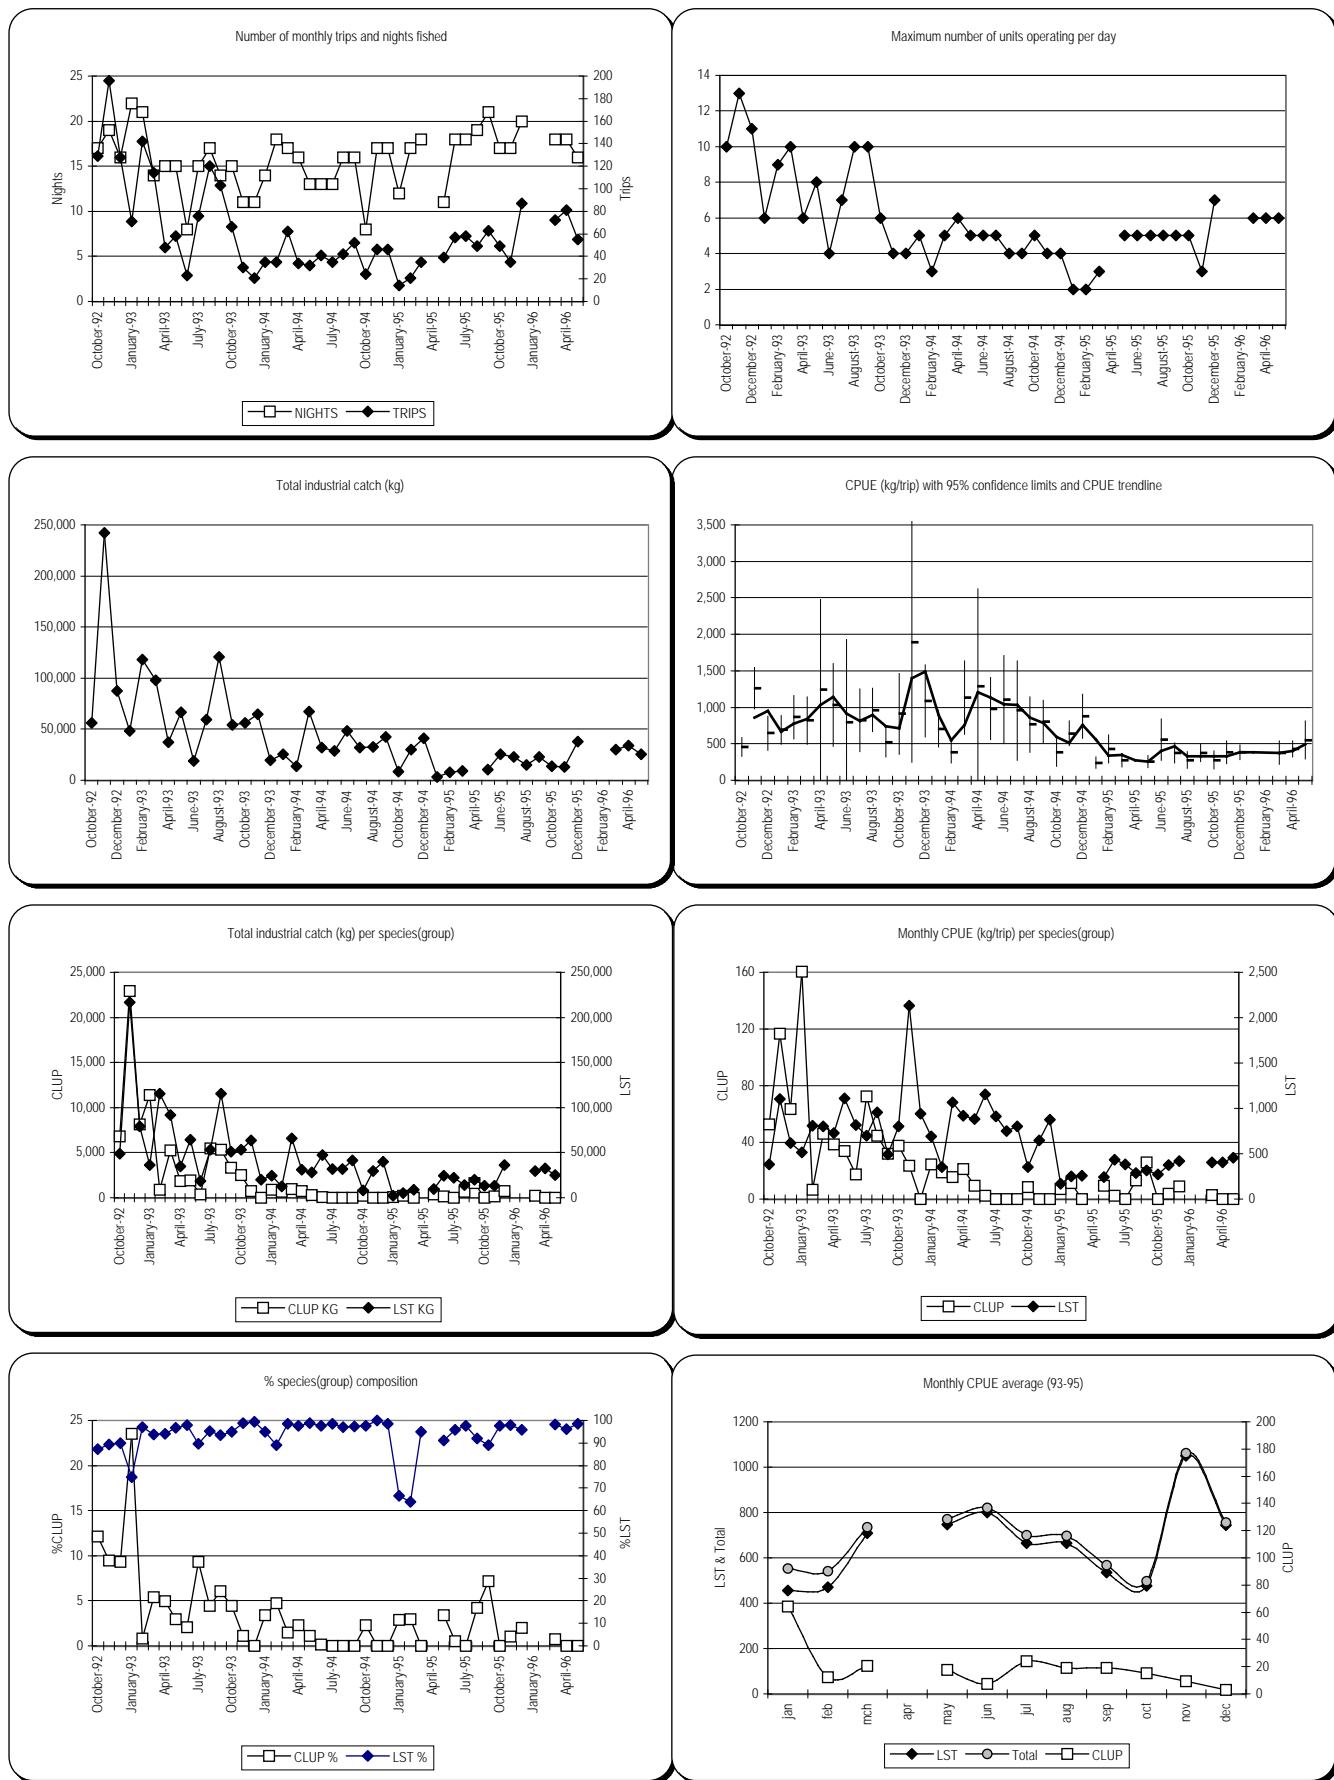 Number of monthly trips and nights fished
25
20
15
10
5
0
Nights
200
180
160
140
120
100
80
60
40
20
0
Trips
October-92
January-93
April-93
July-93
October-93
January-94
April-94
July-94
October-94
January-95
April-95
July-95
October-95
January-96
April-96
NIGHTS TRIPS
Maximum number of units operating per day
14
12
10
8
6
4
2
0
October-92
December-92
February-93
April-93
June-93
August-93
October-93
December-93
February-94
April-94
June-94
August-94
October-94
December-94
February-95
April-95
June-95
August-95
October-95
December-95
February-96
April-96
Total industrial catch (kg)
250,000
200,000
150,000
100,000
50,000
0
October-92
December-92
February-93
April-93
June-93
August-93
October-93
December-93
February-94
April-94
June-94
August-94
October-94
December-94
February-95
April-95
June-95
August-95
October-95
December-95
February-96
April-96
CPUE (kg/trip) with 95% confidence limits and CPUE trendline
3,500
3,000
2,500
2,000
1,500
1,000
500
0
October-92
December-92
February-93
April-93
June-93
August-93
October-93
December-93
February-94
April-94
June-94
August-94
October-94
December-94
February-95
April-95
June-95
August-95
October-95
December-95
February-96
April-96
Total industrial catch (kg) per species(group)
25,000
20,000
15,000
10,000
5,000
0
CLUP
250,000
200,000
150,000
100,000
50,000
0
LST
October-92
January-93
April-93
July-93
October-93
January-94
April-94
July-94
October-94
January-95
April-95
July-95
October-95
January-96
April-96
CLUP KG LST KG
Monthly CPUE (kg/trip) per species(group)
160
120
80
40
0
CLUP
2,500
2,000
1,500
1,000
500
0
LST
October-92
January-93
April-93
July-93
October-93
January-94
April-94
July-94
October-94
January-95
April-95
July-95
October-95
January-96
April-96
CLUP LST
% species(group) composition
25
20
15
10
5
0
%CLUP
100
90
80
70
60
50
40
30
20
10
0
%LST
October-92
January-93
April-93
July-93
October-93
January-94
April-94
July-94
October-94
January-95
April-95
July-95
October-95
January-96
April-96
CLUP % LST %
Monthly CPUE average (93-95)
1200
1000
800
600
400
200
0
LST & Total
200
180
160
140
120
100
80
60
40
20
0
CLUP
jan
feb
mch
apr
may
jun
jul
aug
sep
oct
nov
dec
LST Total CLUP